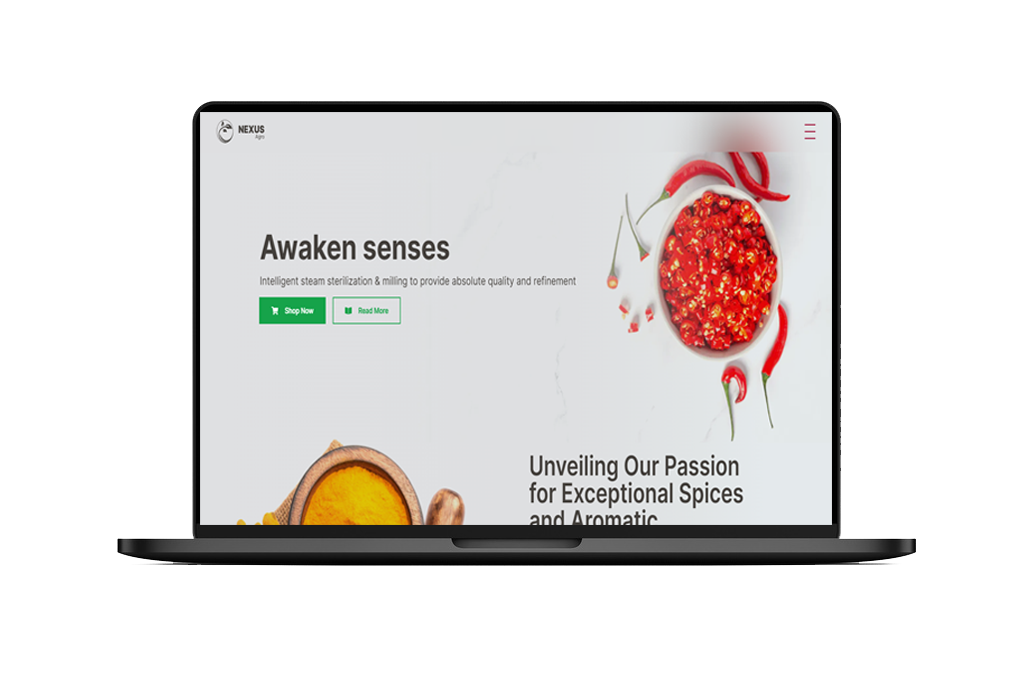 NEXUS
Agro
Awaken senses
Intelligent steam sterilization & milling to provide absolute quality and refinement
Shop Now
Read More
Unveiling Our Passion
for Exceptional Spices
and Aromatic